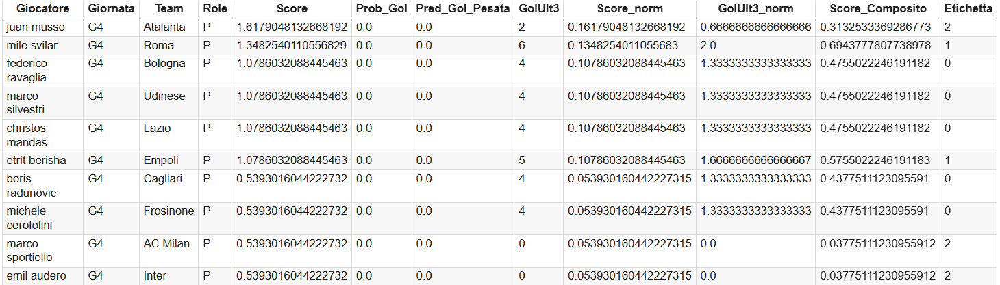 Giocatore Giornata Team Role Score Prob_Gol Pred_Gol_Pesata GolUlt3 Score_norm GolUlt3_norm Score_Composito Etichetta
juan musso G4 Atalanta P 1.6179048132668192 0.0 0.0 2 0.16179048132668192 0.6666666666666666 0.3132533369286773 2
mile svilar G4 Roma P 1.3482540110556829 0.0 0.0 6 0.1348254011055683 2.0 0.6943777807738978 1
federico G4 Bologna P 1.0786032088445463 0.0 0.0 4 0.10786032088445463 1.3333333333333333 0.4755022246191182 0
ravaglia
marco G4 Udinese P 1.0786032088445463 0.0 0.0 4 0.10786032088445463 1.3333333333333333 0.4755022246191182 0
silvestri
christos G4 Lazio P 1.0786032088445463 0.0 0.0 4 0.10786032088445463 1.3333333333333333 0.4755022246191182 0
mandas
etrit berisha G4 Empoli P 1.0786032088445463 0.0 0.0 5 0.10786032088445463 1.6666666666666667 0.5755022246191183 1
boris G4 Cagliari P 0.5393016044222732 0.0 0.0 4 0.053930160442227315 1.3333333333333333 0.4377511123095591 0
radunovic
michele G4 Frosinone P 0.5393016044222732 0.0 0.0 4 0.053930160442227315 1.3333333333333333 0.4377511123095591 0
cerofolini
marco G4 AC Milan P 0.5393016044222732 0.0 0.0 0 0.053930160442227315 0.0 0.03775111230955912 2
sportiello
emil audero G4 Inter P 0.5393016044222732 0.0 0.0 0 0.053930160442227315 0.0 0.03775111230955912 2